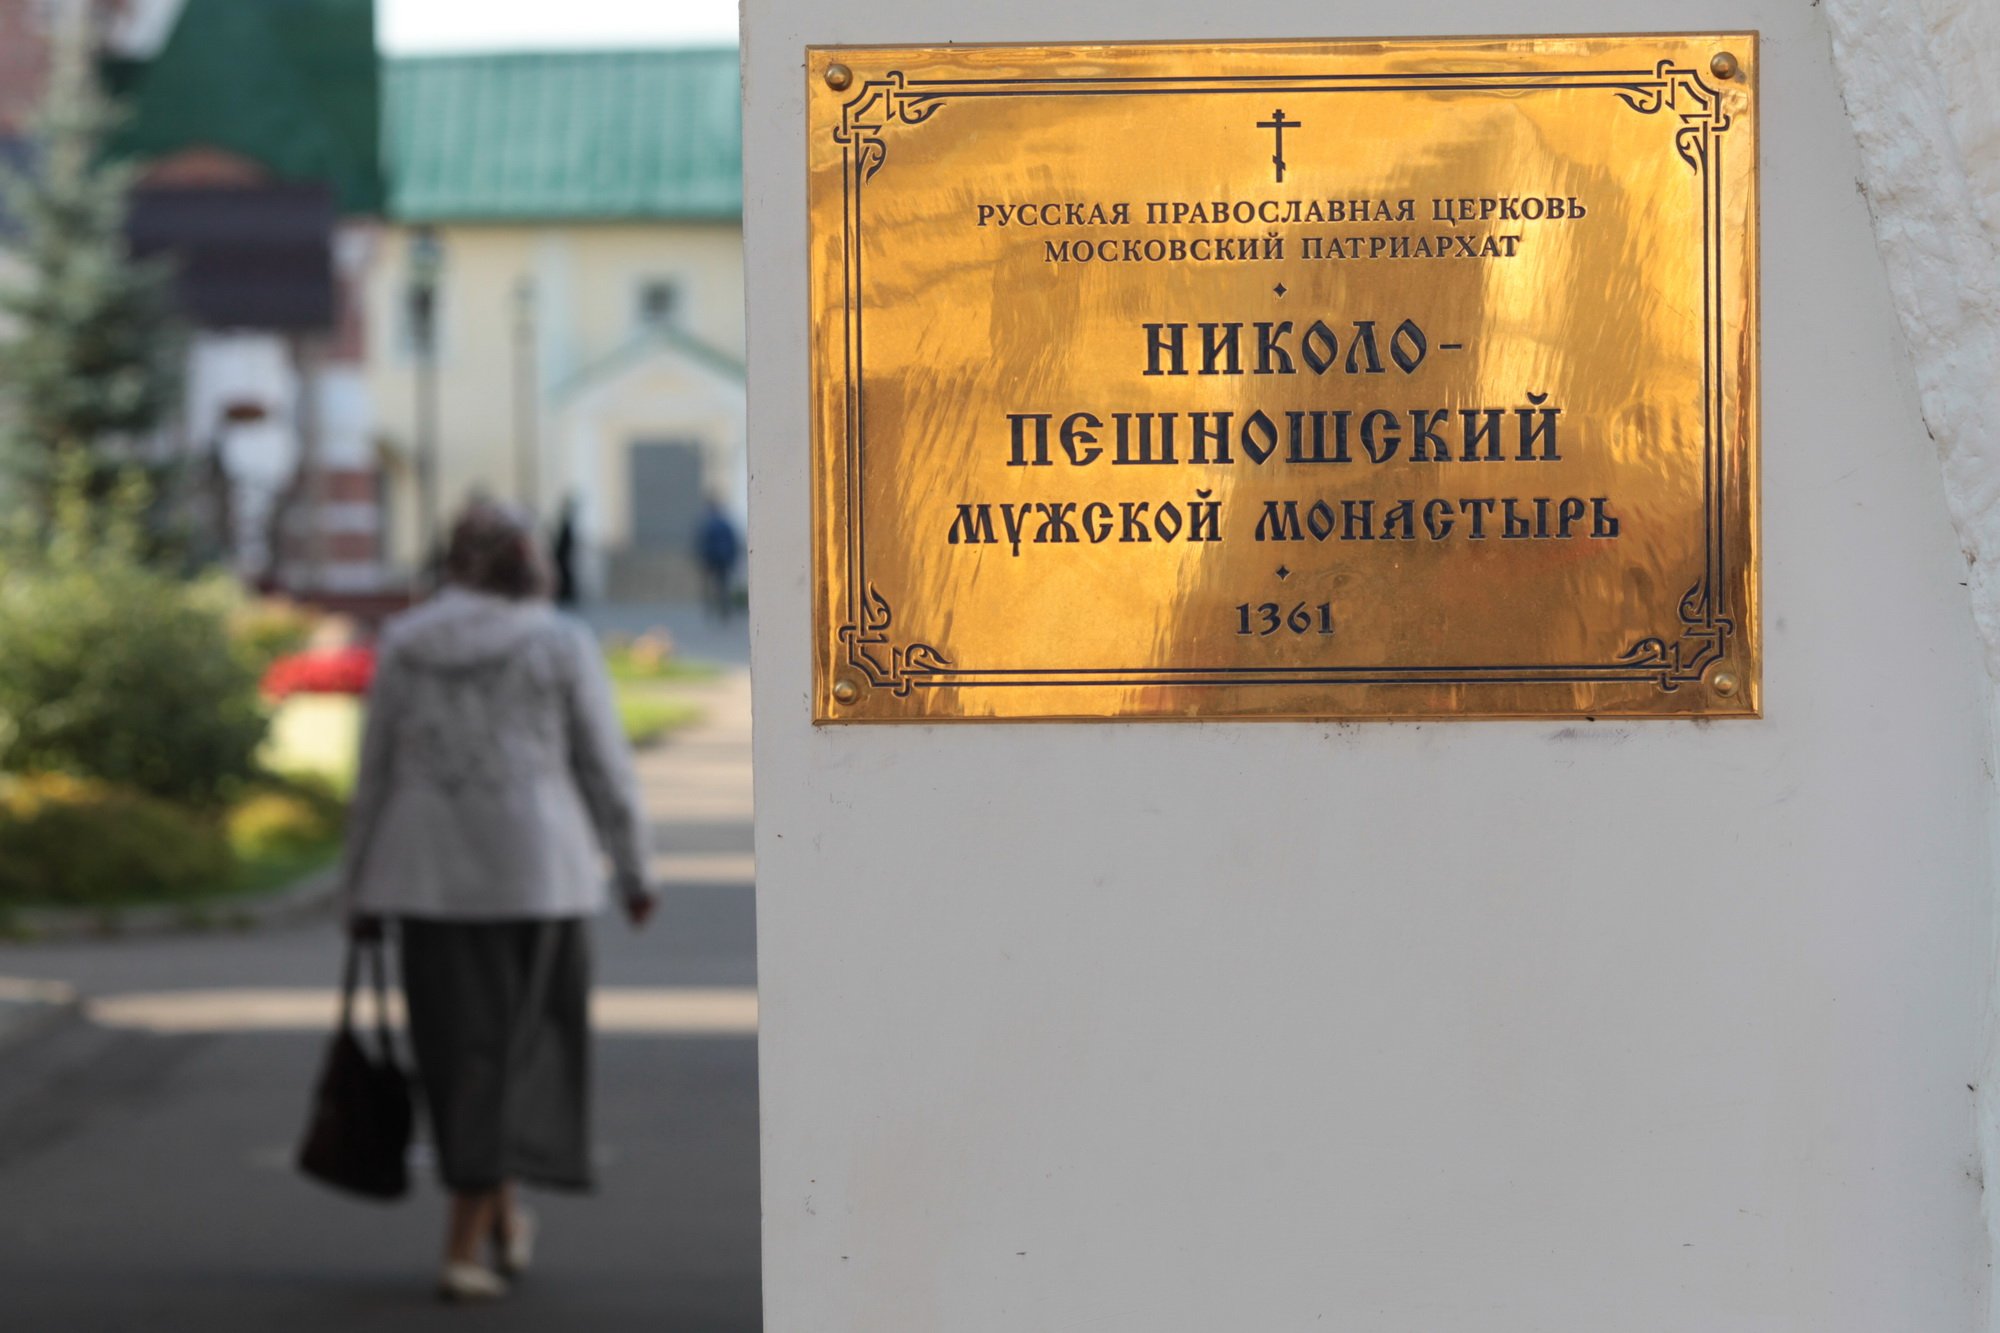 РУССКАЯ ПРАВОСЛАВНАЯ ЦЕРКОВЬ
МОСКОВСКИЙ ПАТРИАРХАТ
НИКОЛО-
ПЕШНОШСКИЙ
МУЖСКОЙ МОНАСТЫРЬ
1361